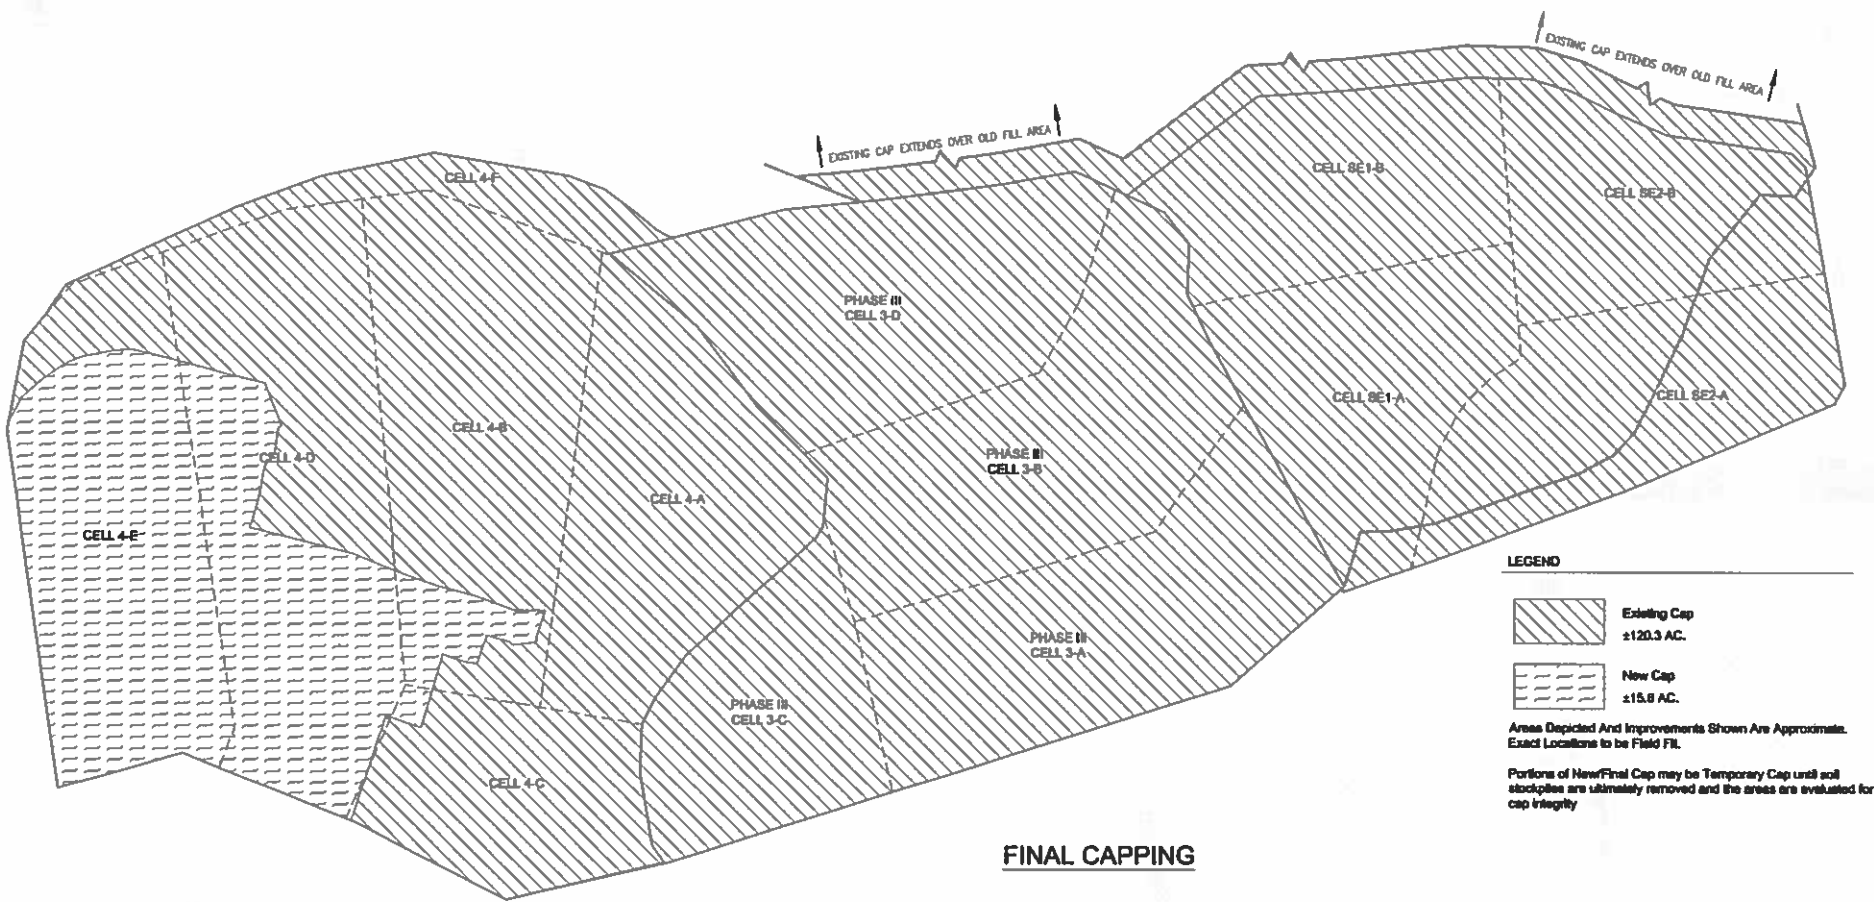 EXISTING CAP EXTENDS OVER OLD FILL AREA
EXISTING CAP EXTENDS OVER OLD FILL AREA
CELL 4-F
CELL SE1-B
CELL SE2-B
PHASE III
CELL 3-D
CELL SE1-A
CELL SE2-A
CELL 4-B
CELL 4-D
PHASE III
CELL 3-B
CELL 4-A
CELL 4-E
PHASE III
CELL 3-A
PHASE III
CELL 3-C
CELL 4-C
LEGEND
Existing Cap
±120.3 AC.
New Cap
±15.8 AC.
Areas Depicted And Improvements Shown Are Approximate.
Exact Locations to be Field Fit.
Portions of New/Final Cap may be Temporary Cap until soil
stockpiles are ultimately removed and the areas are evaluated for
cap integrity
FINAL CAPPING